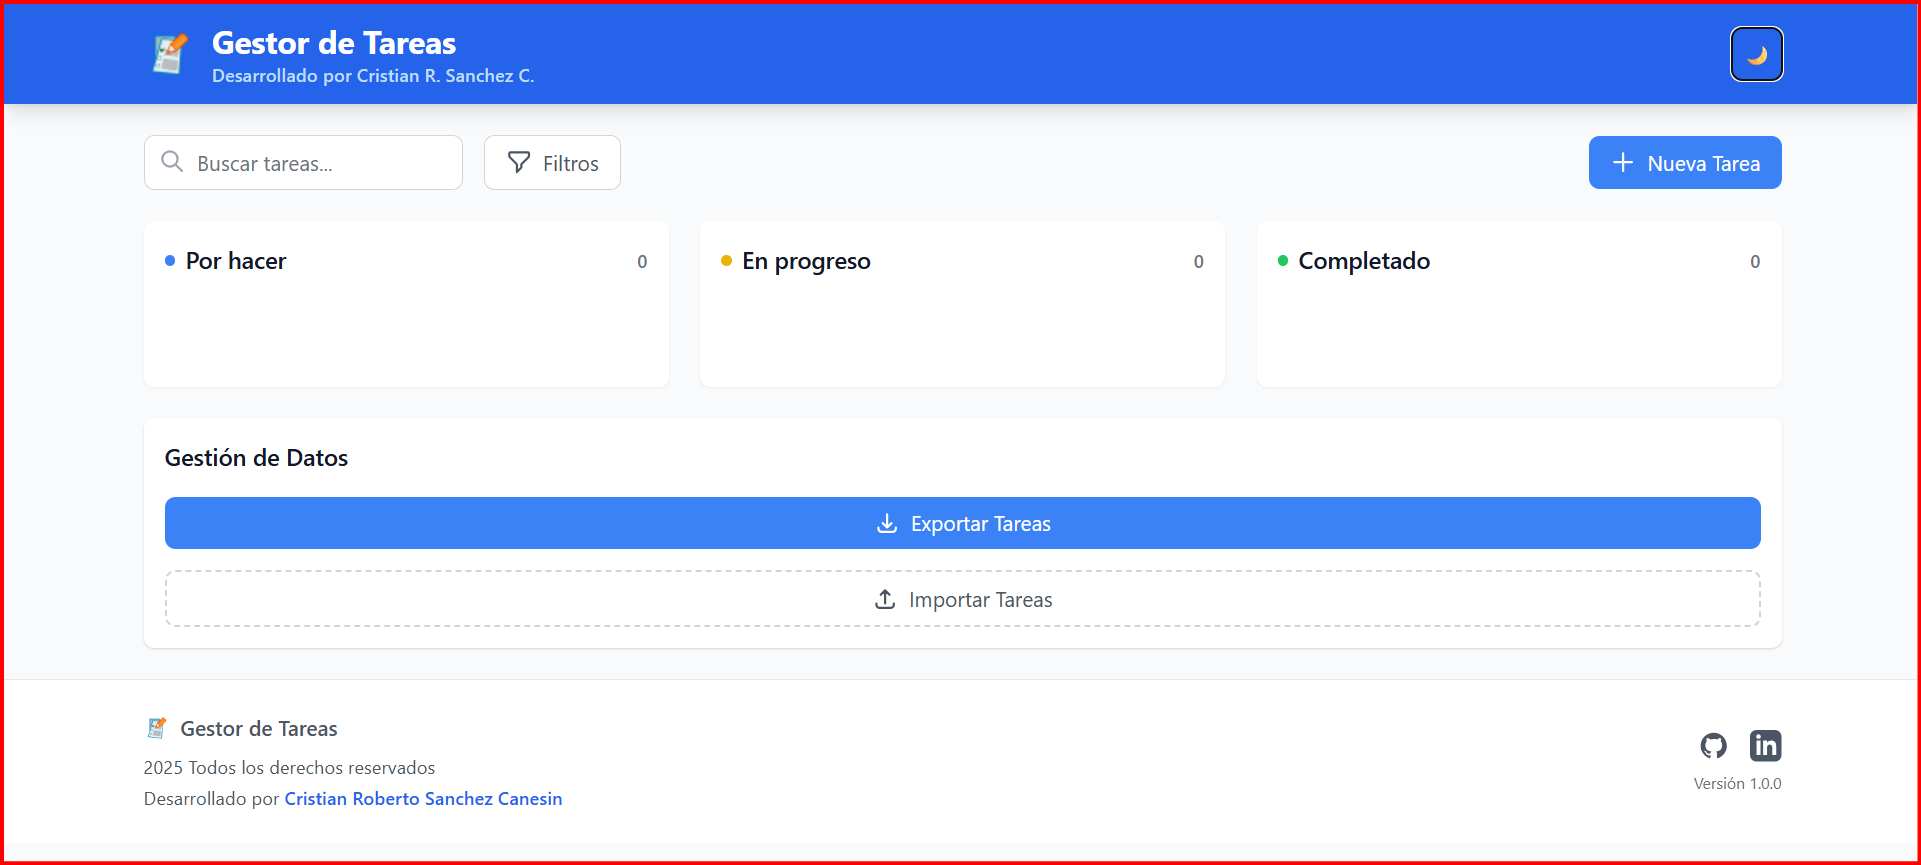 Gestor de Tareas
Desarrollado por Cristian R. Sanchez C.
Buscar tareas...
Filtros
Nueva Tarea
Por hacer
0
En progreso
0
Completado
0
Gestión de Datos
Exportar Tareas
Importar Tareas
Gestor de Tareas
2025 Todos los derechos reservados
Desarrollado por Cristian Roberto Sanchez Canesin
in
Versión 1.0.0